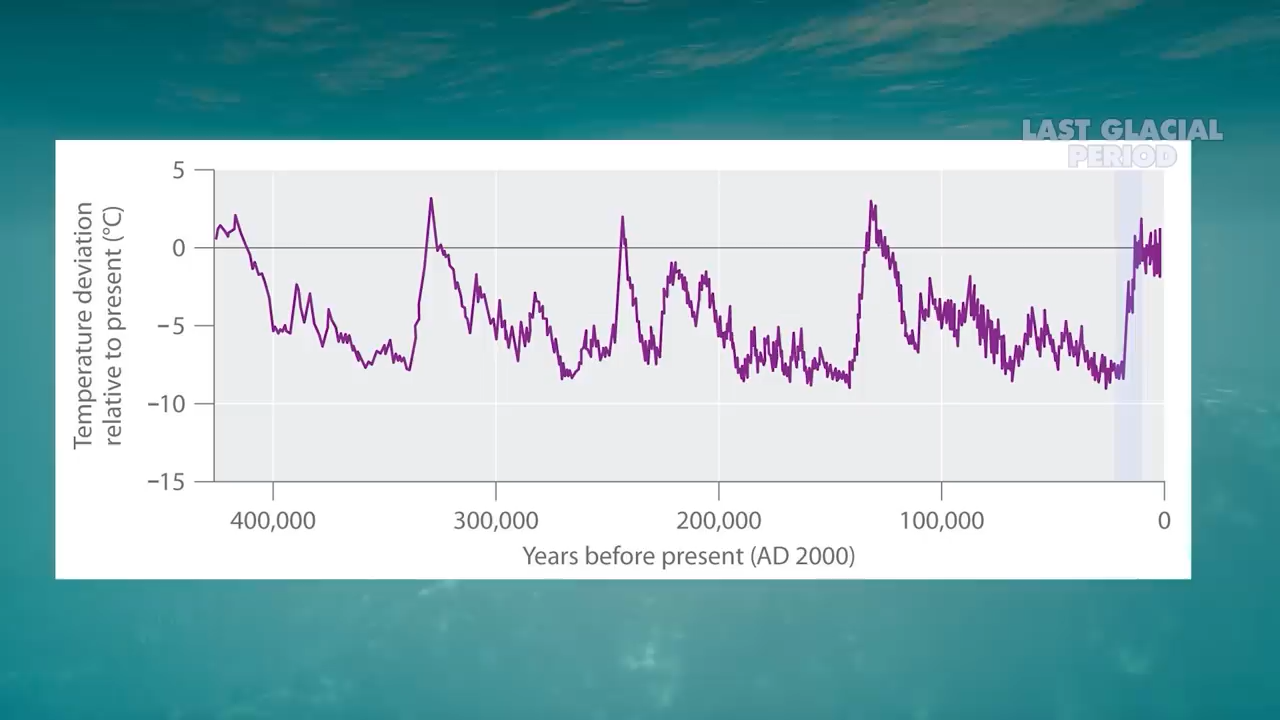 LAST GLACIAL
PERIOD
Temperature deviation
relative to present (°C)
5
0
−5
−10
−15
400,000
300,000
200,000
100,000
0
Years before present (AD 2000)